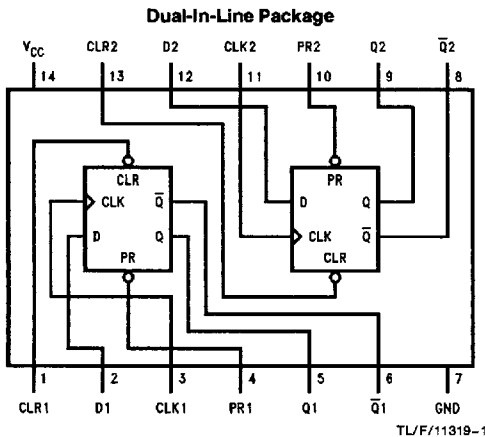 Dual-In-Line Package
VCC CLR2 D2 CLK2 PR2 Q2 Q̅2
14 13 12 11 10 9 8
CLR PR
CLK Q̅ D Q
D Q CLK Q̅
PR CLR
1 2 3 4 5 6 7
CLR1 D1 CLK1 PR1 Q1 Q̅1 GND
TL/F/11319–1